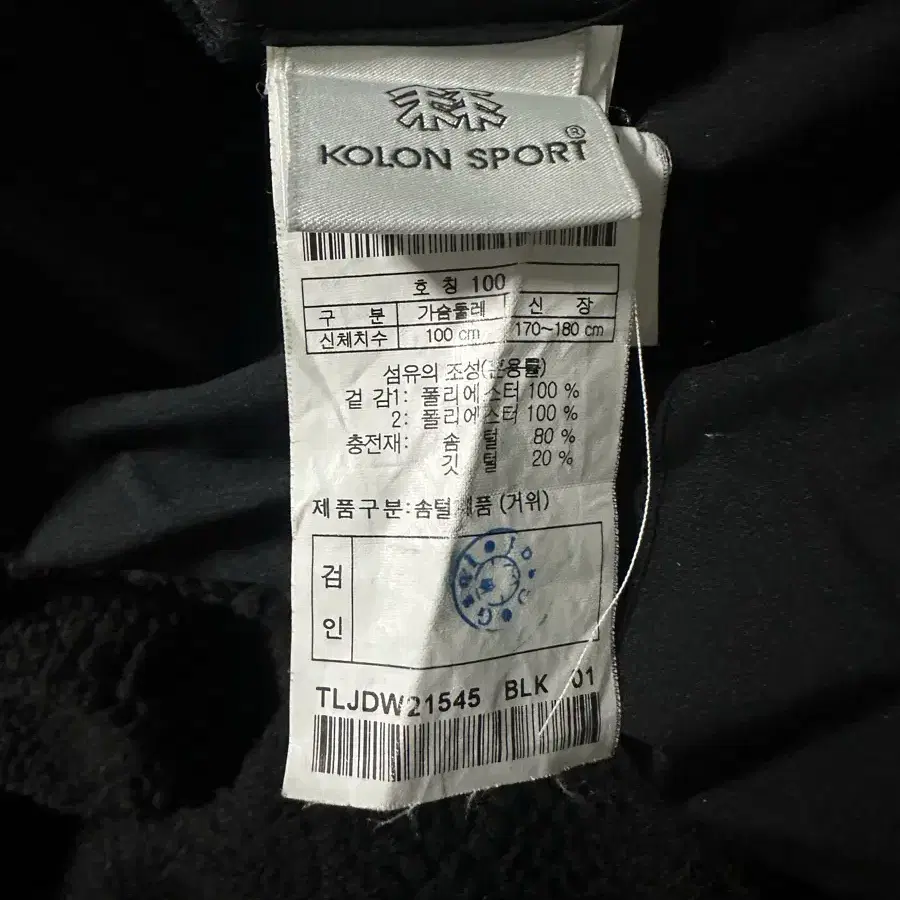 KOLON SPORT ®
호 칭 100
구 분 가슴둘레 신 장
신체치수 100 cm 170~180 cm
섬유의 조성(혼용률)
겉 감1: 폴리에스터 100 %
2: 폴리에스터 100 %
충전재: 솜 털 80 %
깃 털 20 %
제품구분:솜털제품 (거위)
검
인
TLJDW21545 BLK 01